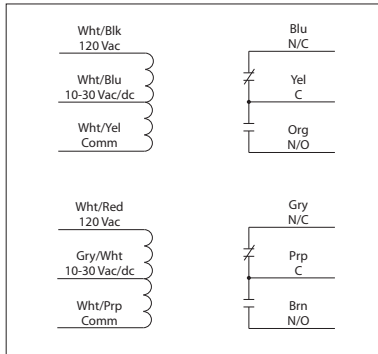 Wht/Blk
120 Vac
Wht/Blu
10-30 Vac/dc
Wht/Yel
Comm
Blu
N/C
Yel
C
Org
N/O
Wht/Red
120 Vac
Gry/Wht
10-30 Vac/dc
Wht/Prp
Comm
Gry
N/C
Prp
C
Brn
N/O